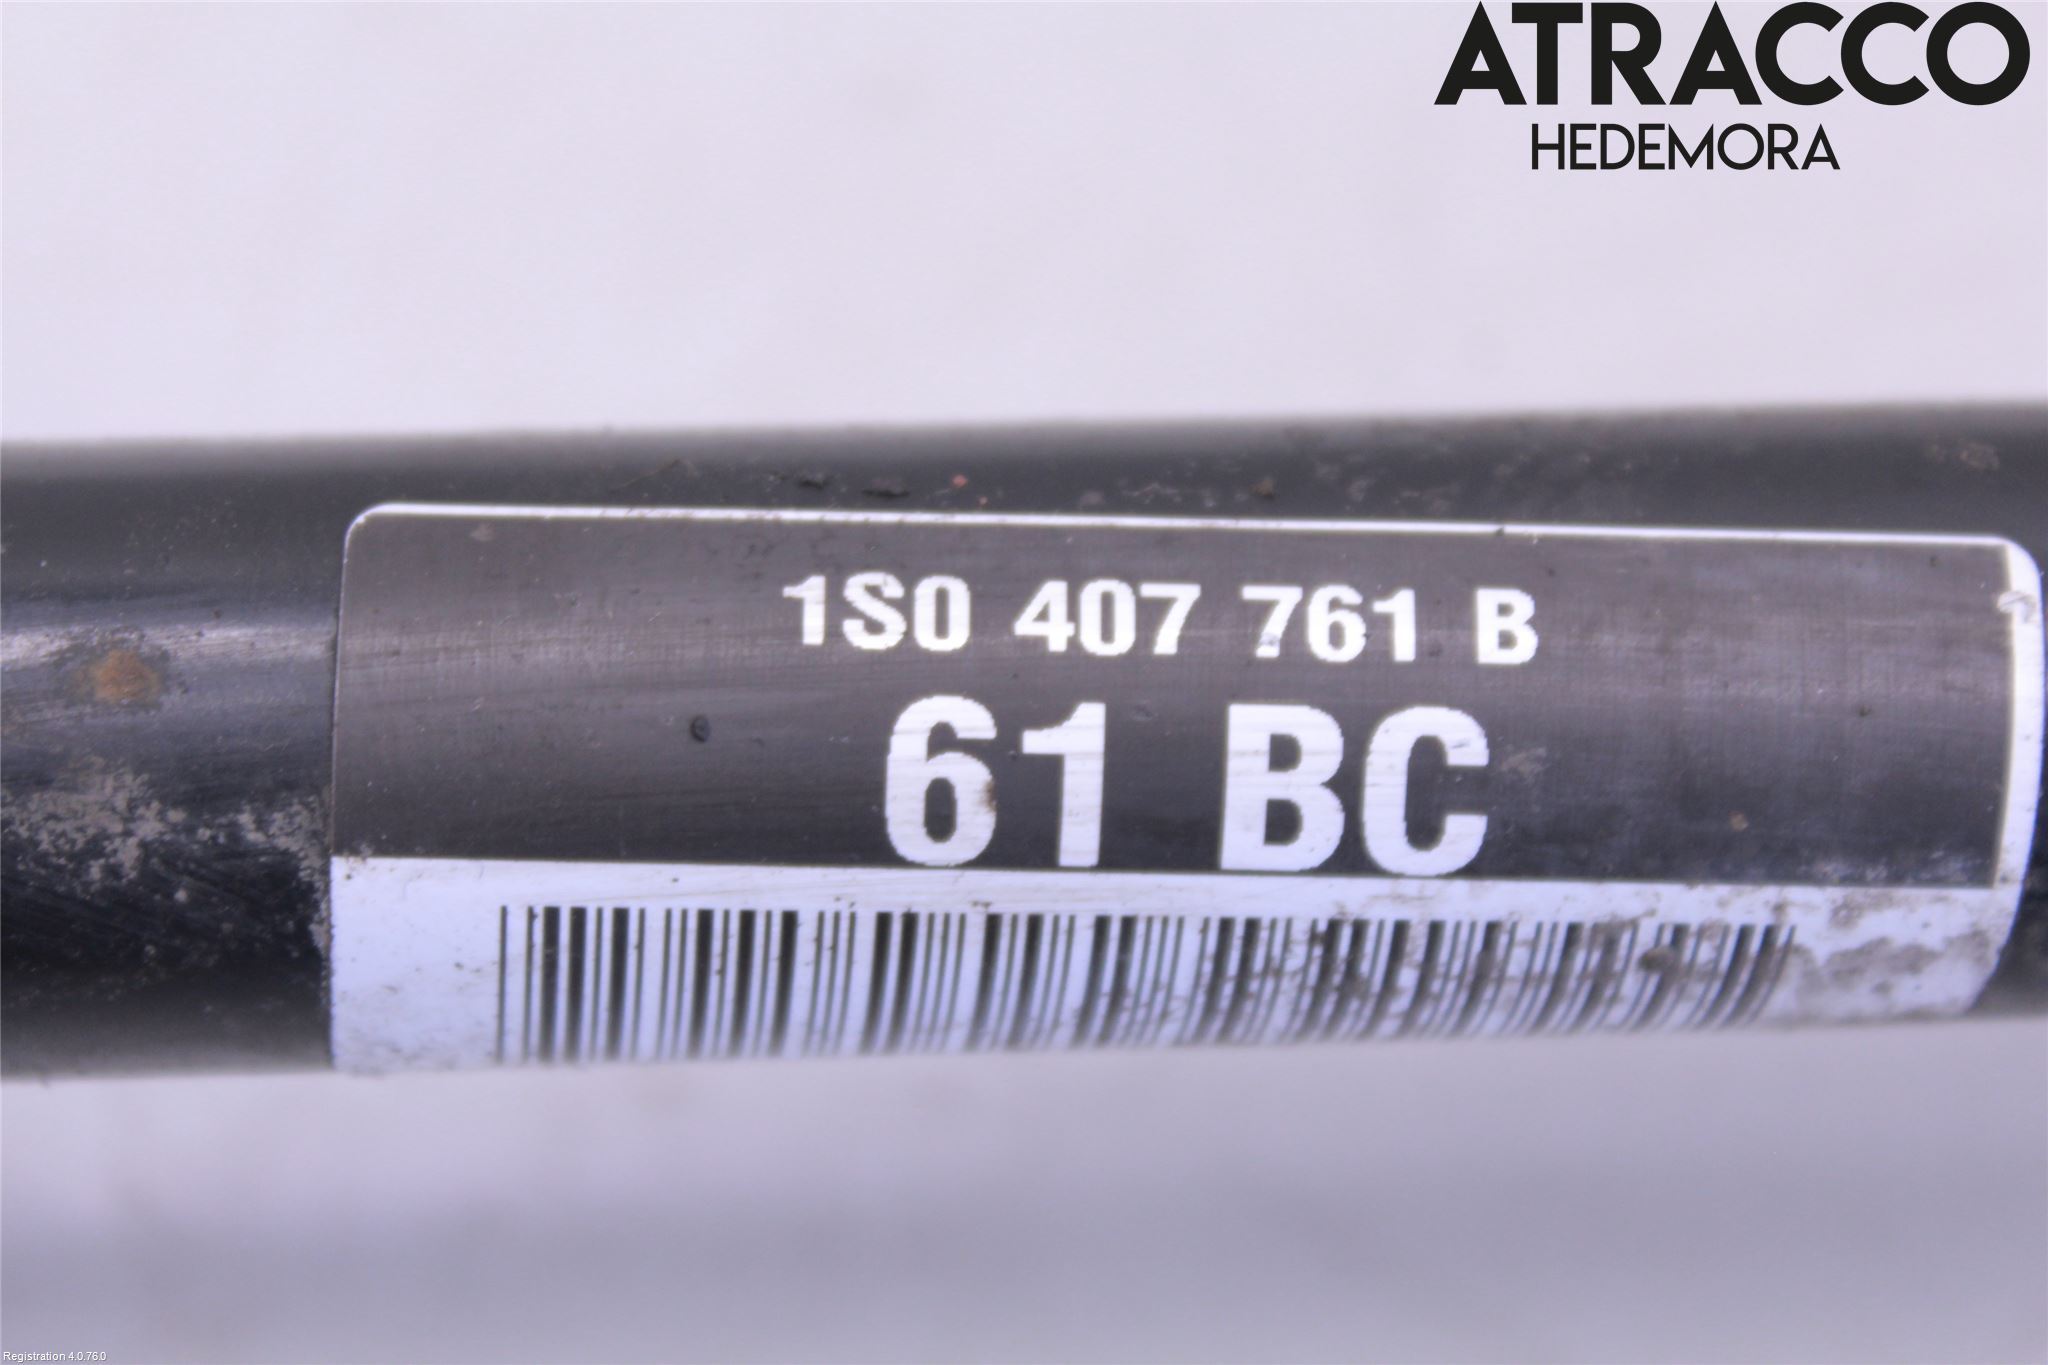 ATRACCO
HEDEMORA
1S0 407 761 B
61 BC
Registration 4.0.76.0